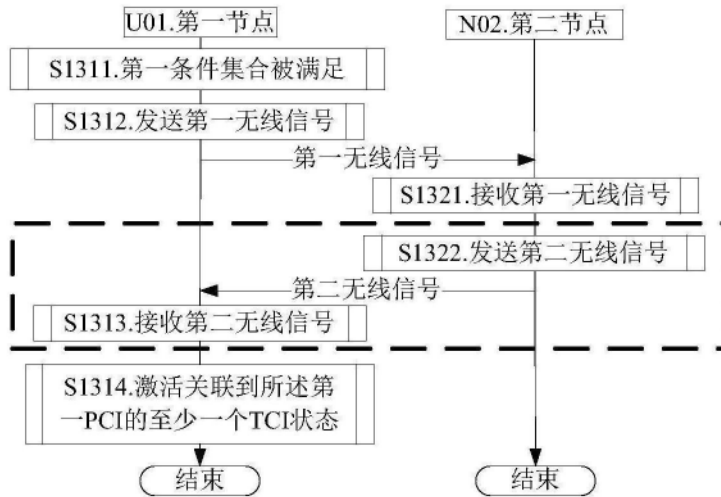 U01.第一节点
N02.第二节点
S1311.第一条件集合被满足
S1312.发送第一无线信号
第一无线信号
S1321.接收第一无线信号
S1322.发送第二无线信号
第二无线信号
S1313.接收第二无线信号
S1314.激活关联到所述第
一PCI的至少一个TCI状态
结束
结束